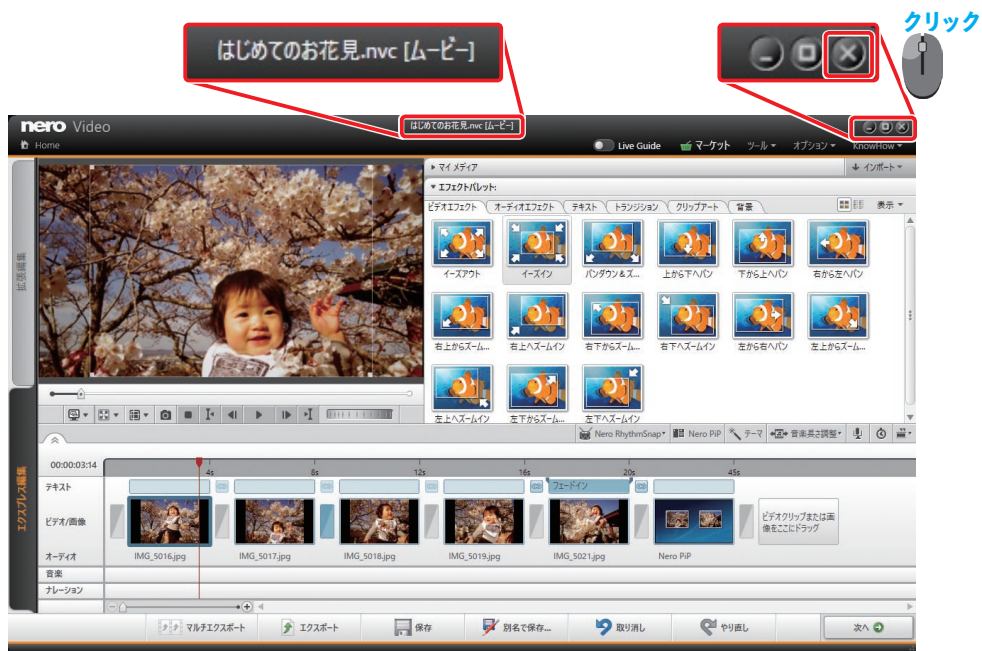 クリック
はじめてのお花見.nvc [ムービー]
nero Video
はじめてのお花見.nvc [ムービー]
Home
Live Guide
マーケット
ツール
オプション
KnowHow
マイ メディア
インポート
エフェクトパレット:
ビデオエフェクト
オーディオエフェクト
テキスト
トランジション
クリップアート
背景
表示
イーズアウト
イーズイン
パンダウン＆ズ...
上から下へパン
下から上へパン
右から左へパン
右上からズーム...
右上へズームイン
右下からズーム...
右下へズームイン
左から右へパン
左上からズーム...
左上へズームイン
左下からズーム...
左下へズームイン
拡張編集
エクスプレス編集
Nero RhythmSnap
Nero PiP
テーマ
音楽長さ調整
00:00:03:14
4s
8s
12s
16s
20s
45s
テキスト
フェードイン
ビデオ/画像
ビデオクリップまたは画
像をここにドラッグ
オーディオ
IMG_5016.jpg
IMG_5017.jpg
IMG_5018.jpg
IMG_5019.jpg
IMG_5021.jpg
Nero PiP
音楽
ナレーション
マルチエクスポート
エクスポート
保存
別名で保存...
取り消し
やり直し
次へ